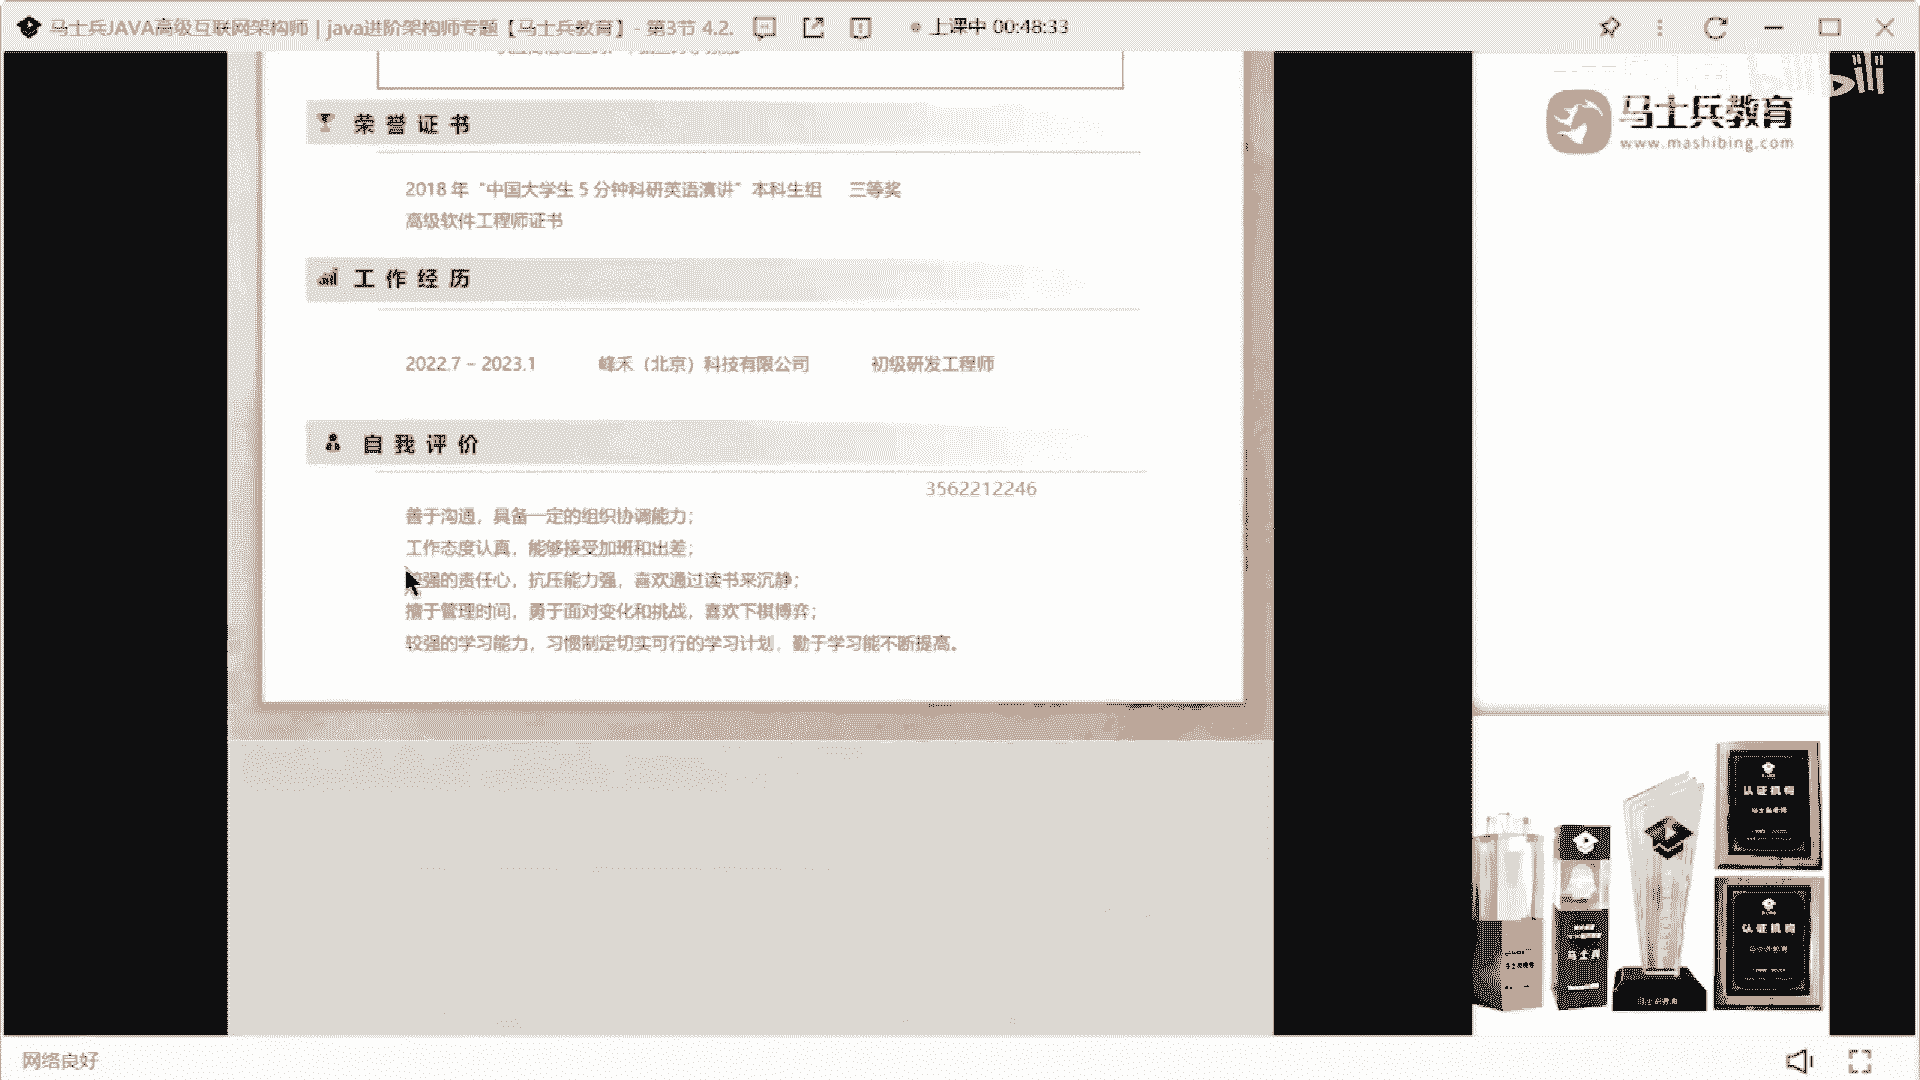 马士兵JAVA高级互联网架构师｜java进阶架构师专题【马士兵教育】- 第3节 4.2.
上课中 00:48:33
bilibili
马士兵教育
www.mashibing.com
荣誉证书
2018 年 “中国大学生 5 分钟科研英语演讲” 本科生组 三等奖
高级软件工程师证书
工作经历
2022.7 – 2023.1 峰禾（北京）科技有限公司 初级研发工程师
自我评价
3562212246
善于沟通，具备一定的组织协调能力；
工作态度认真，能够接受加班和出差；
较强的责任心，抗压能力强，喜欢通过读书来沉静；
擅于管理时间，勇于面对变化和挑战，喜欢下棋博弈；
较强的学习能力，习惯制定切实可行的学习计划，勤于学习能不断提高。
认证机构
认证机构
马士兵
网络良好